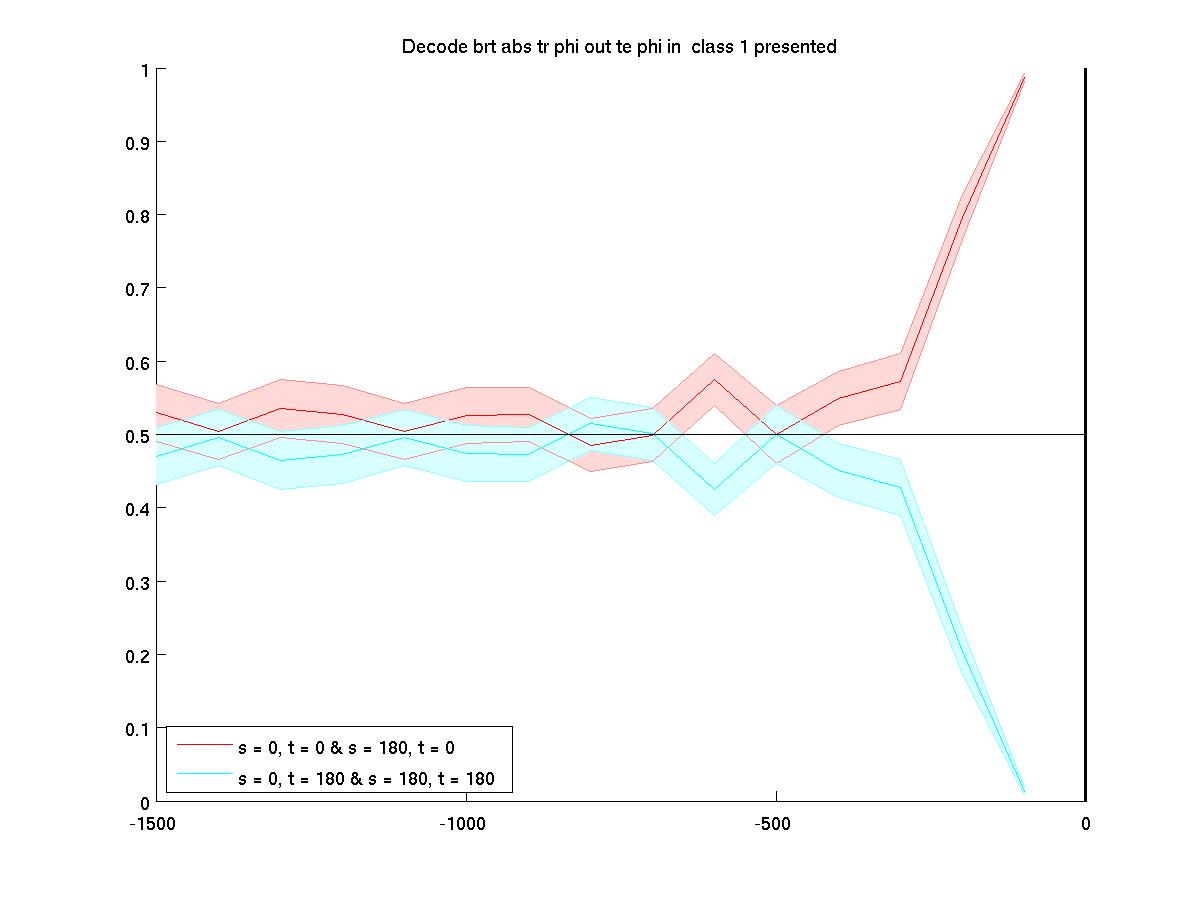 Decode brt abs tr phi out te phi in class 1 presented
1
0.9
0.8
0.7
0.6
0.5
0.4
0.3
0.2
0.1
0
s = 0, t = 0 & s = 180, t = 0
s = 0, t = 180 & s = 180, t = 180
-1500 -1000 -500 0